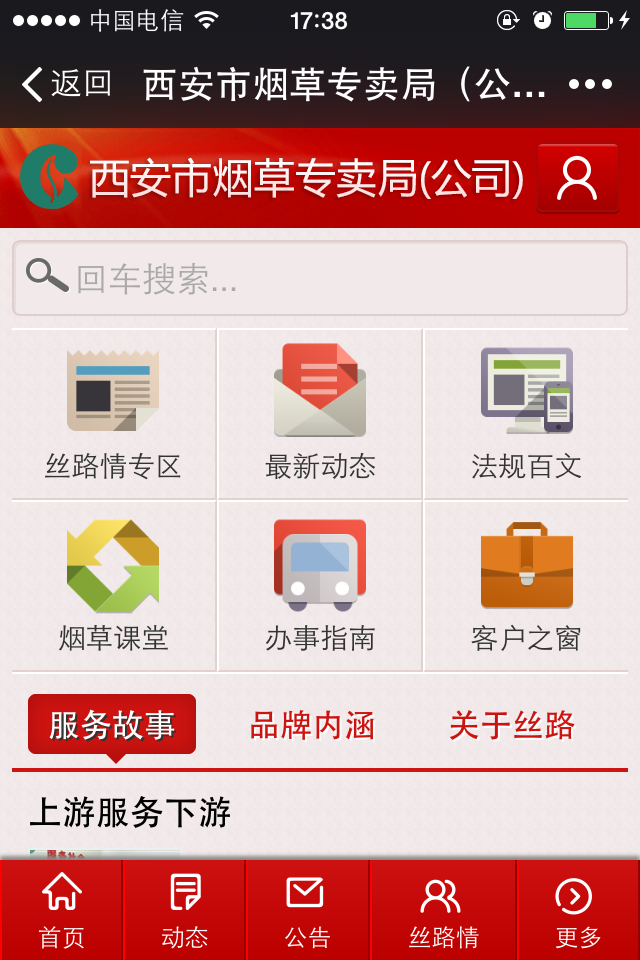 中国电信 17:38
返回 西安市烟草专卖局（公...
西安市烟草专卖局(公司)
回车搜索...
丝路情专区 最新动态 法规百文
烟草课堂 办事指南 客户之窗
服务故事 品牌内涵 关于丝路
上游服务下游
首页 动态 公告 丝路情 更多